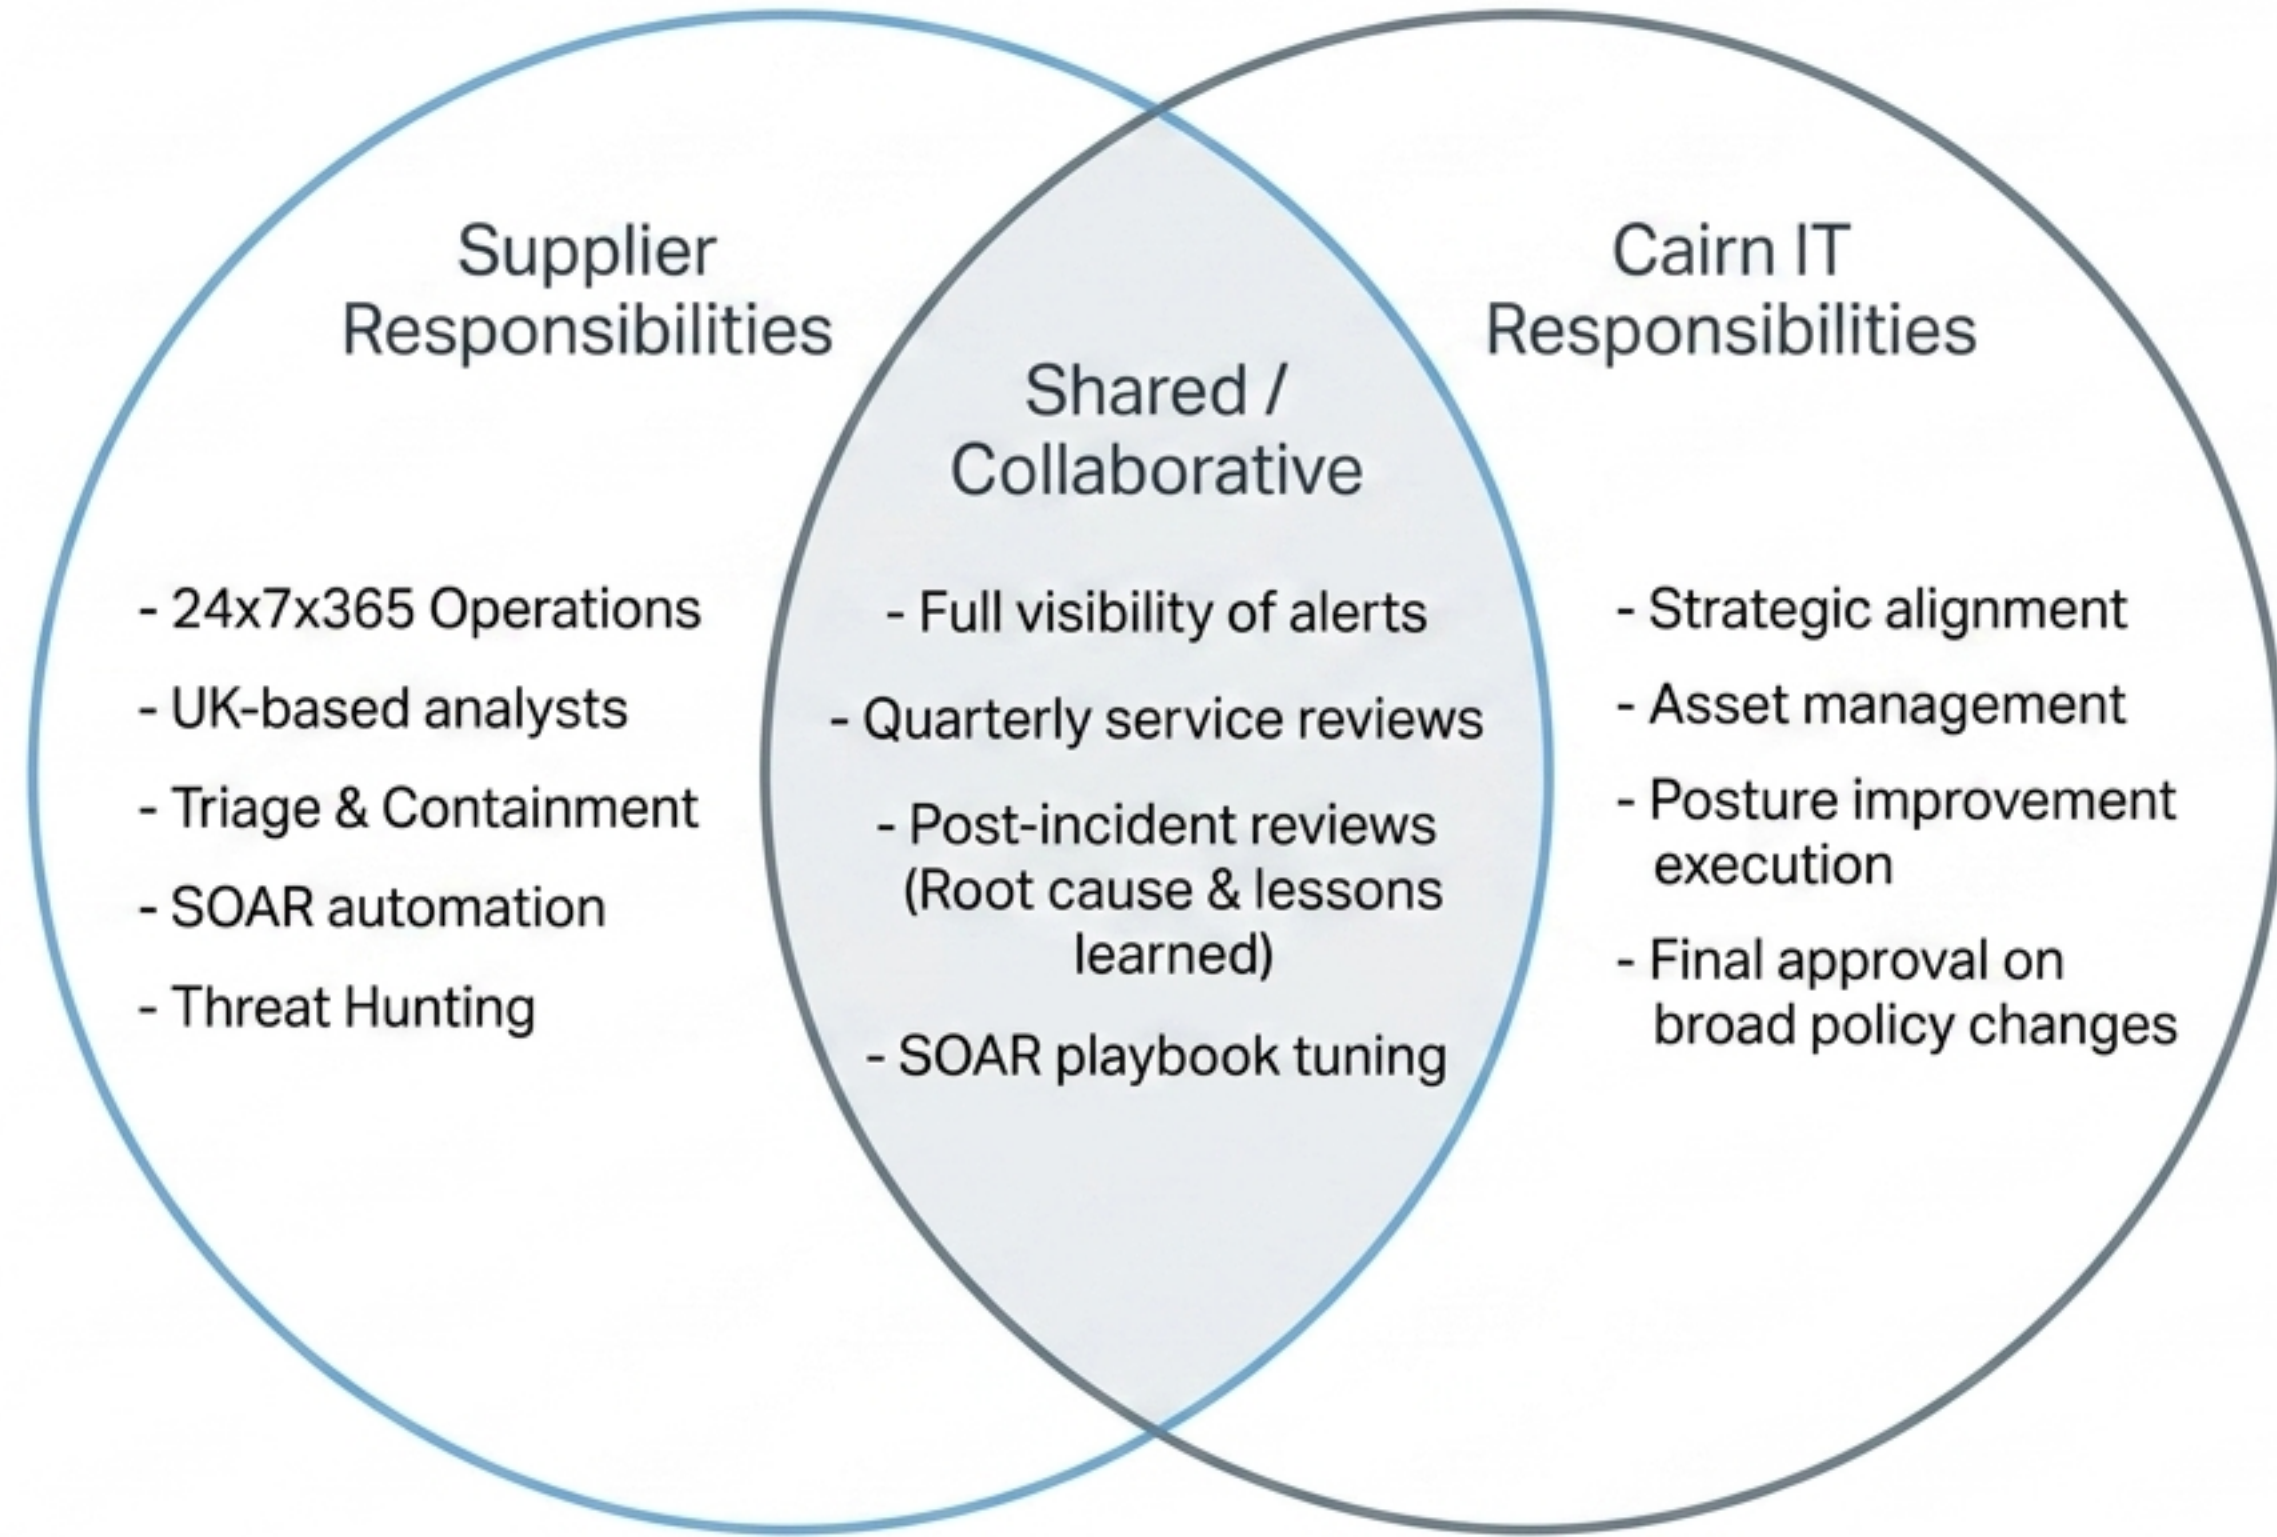 Supplier
Responsibilities
- 24x7x365 Operations
- UK-based analysts
- Triage & Containment
- SOAR automation
- Threat Hunting
Shared /
Collaborative
- Full visibility of alerts
- Quarterly service reviews
- Post-incident reviews
(Root cause & lessons
learned)
- SOAR playbook tuning
Cairn IT
Responsibilities
- Strategic alignment
- Asset management
- Posture improvement
execution
- Final approval on
broad policy changes